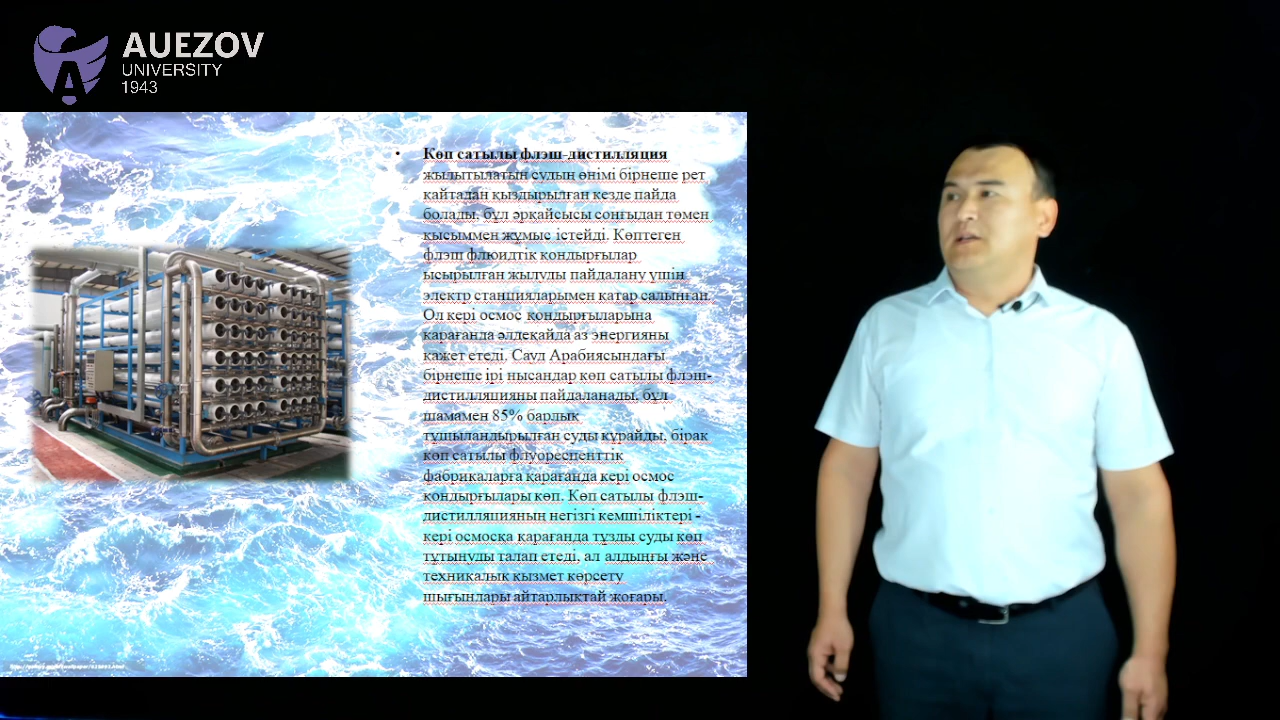 AUEZOV
UNIVERSITY
1943
• Көп сатылы флэш-дистилляция
жылытылатын судың өнімі бірнеше рет
қайтадан қыздырылған кезде пайда
болады, бұл әрқайсысы соңғыдан төмен
қысыммен жұмыс істейді. Көптеген
флэш флюидтік қондырғылар
ысырылған жылуды пайдалану үшін
электр станцияларымен қатар салынған.
Ол кері осмос қондырғыларына
қарағанда әлдеқайда аз энергияны
қажет етеді. Сауд Арабиясындағы
бірнеше ірі нысандар көп сатылы флэш-
дистилляцияны пайдаланады, бұл
шамамен 85% барлық
тұщыландырылған суды құрайды, бірақ
көп сатылы флуоресценттік
фабрикаларға қарағанда кері осмос
қондырғылары көп. Көп сатылы флэш-
дистилляцияның негізгі кемшіліктері -
кері осмосқа қарағанда тұзды суды көп
тұтынуды талап етеді, ал алдыңғы және
техникалық қызмет көрсету
шығындары айтарлықтай жоғары.